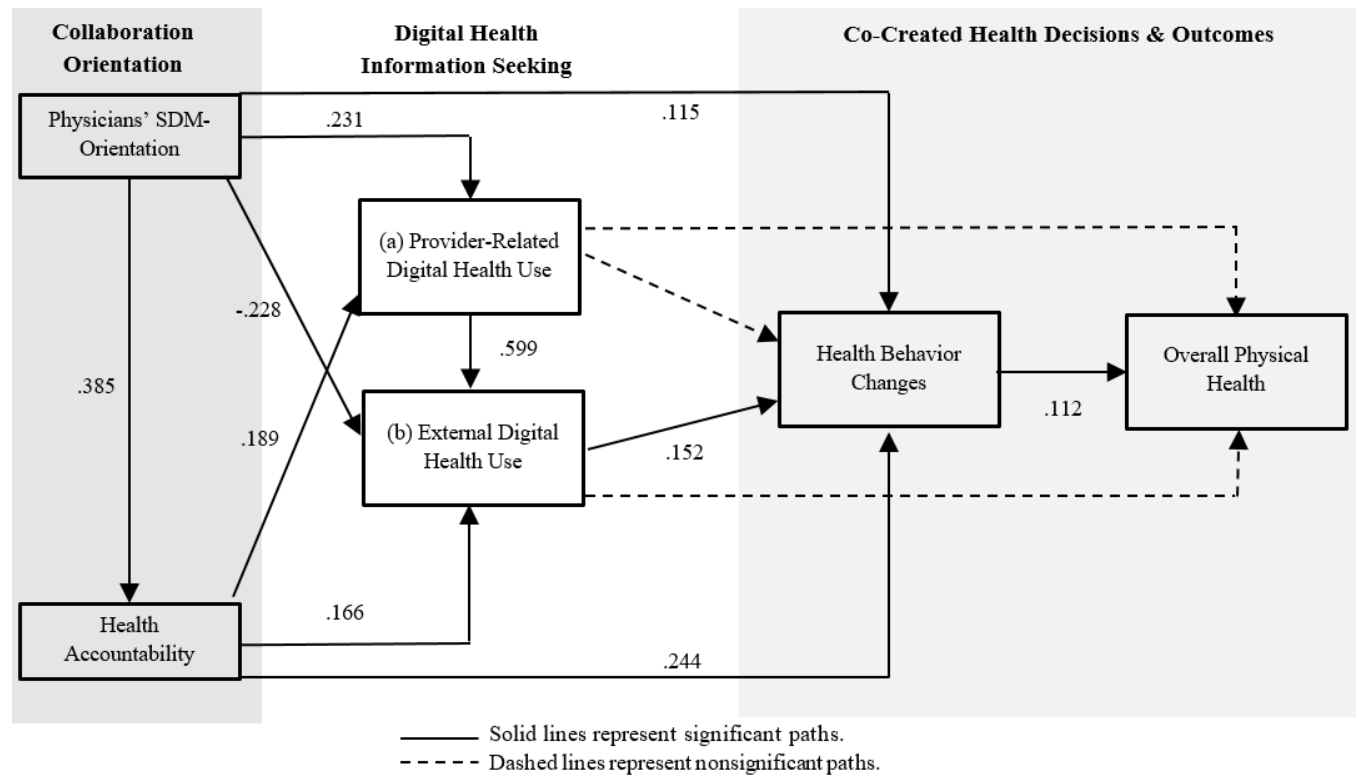 Collaboration
Orientation
Digital Health
Information Seeking
Co-Created Health Decisions & Outcomes
Physicians’ SDM-
Orientation
.231
.115
(a) Provider-Related
Digital Health Use
-.228
.599
.385
.189
Health Behavior
Changes
Overall Physical
Health
.112
(b) External Digital
Health Use
.152
.166
Health
Accountability
.244
Solid lines represent significant paths.
Dashed lines represent nonsignificant paths.